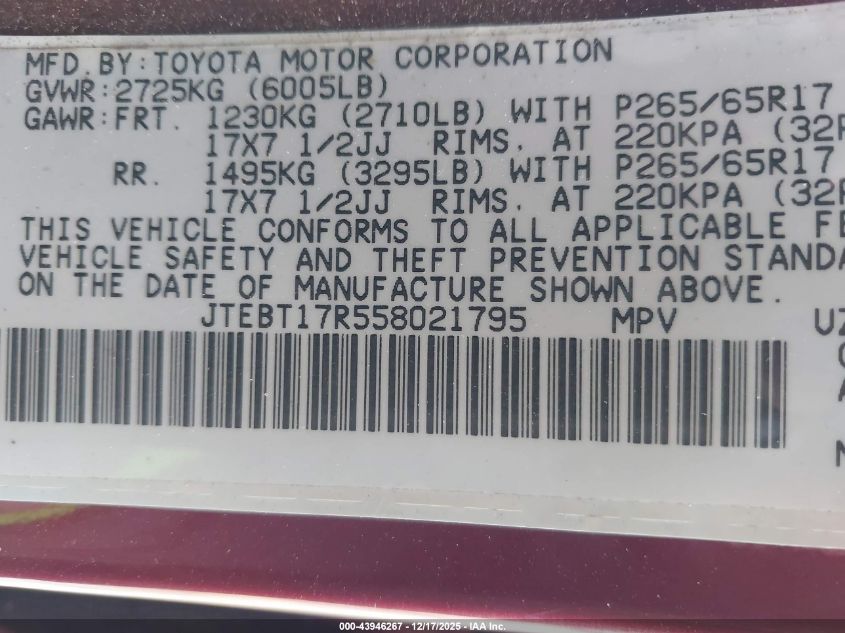 MFD. BY: TOYOTA MOTOR CORPORATION
GVWR: 2725KG (6005LB)
GAWR: FRT. 1230KG (2710LB) WITH P265/65R17
17X7 1/2JJ RIMS. AT 220KPA (32P
RR. 1495KG (3295LB) WITH P265/65R17
17X7 1/2JJ RIMS. AT 220KPA (32P
THIS VEHICLE CONFORMS TO ALL APPLICABLE FE
VEHICLE SAFETY AND THEFT PREVENTION STANDA
ON THE DATE OF MANUFACTURE SHOWN ABOVE.
JTEBT17R558021795 MPV UZ
000-43946267 - 12/17/2025 - IAA Inc.